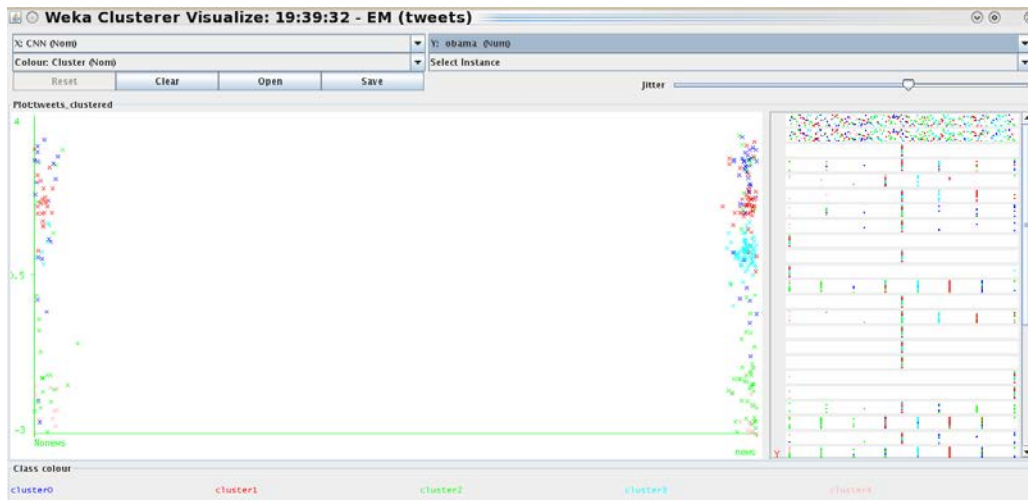 Weka Clusterer Visualize: 19:39:32 - EM (tweets)
X: CNN (Nom)
Y: obama (Num)
Colour: Cluster (Nom)
Select Instance
Reset
Clear
Open
Save
Jitter
Plot:tweets_clustered
4
0.5
-3
Nonews
news
Y
Class colour
cluster0
cluster1
cluster2
cluster3
cluster4